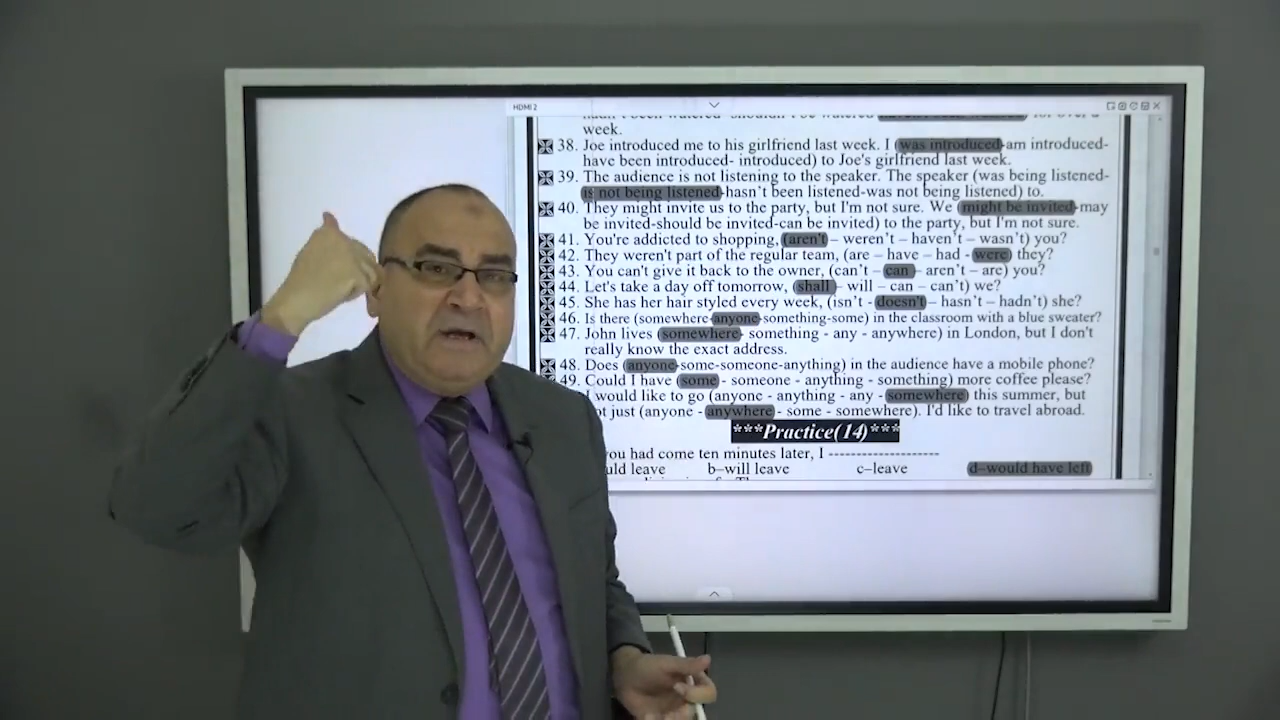 HDMI 2
week.
38. Joe introduced me to his girlfriend last week. I (was introduced-am introduced-
have been introduced- introduced) to Joe's girlfriend last week.
39. The audience is not listening to the speaker. The speaker (was being listened-
is not being listened-hasn't been listened-was not being listened) to.
40. They might invite us to the party, but I'm not sure. We (might be invited-may
be invited-should be invited-can be invited) to the party, but I'm not sure.
41. You're addicted to shopping, (aren't – weren't – haven't – wasn't) you?
42. They weren't part of the regular team, (are – have – had - were) they?
43. You can't give it back to the owner, (can't – can – aren't – are) you?
44. Let's take a day off tomorrow, (shall – will – can – can't) we?
45. She has her hair styled every week, (isn't - doesn't – hasn't – hadn't) she?
46. Is there (somewhere-anyone-something-some) in the classroom with a blue sweater?
47. John lives (somewhere- something - any - anywhere) in London, but I don't
really know the exact address.
48. Does (anyone-some-someone-anything) in the audience have a mobile phone?
49. Could I have (some - someone - anything - something) more coffee please?
would like to go (anyone - anything - any - somewhere) this summer, but
just (anyone - anywhere - some - somewhere). I'd like to travel abroad.
***Practice(14)***
you had come ten minutes later, I --------------------
leave b–will leave c–leave d–would have left